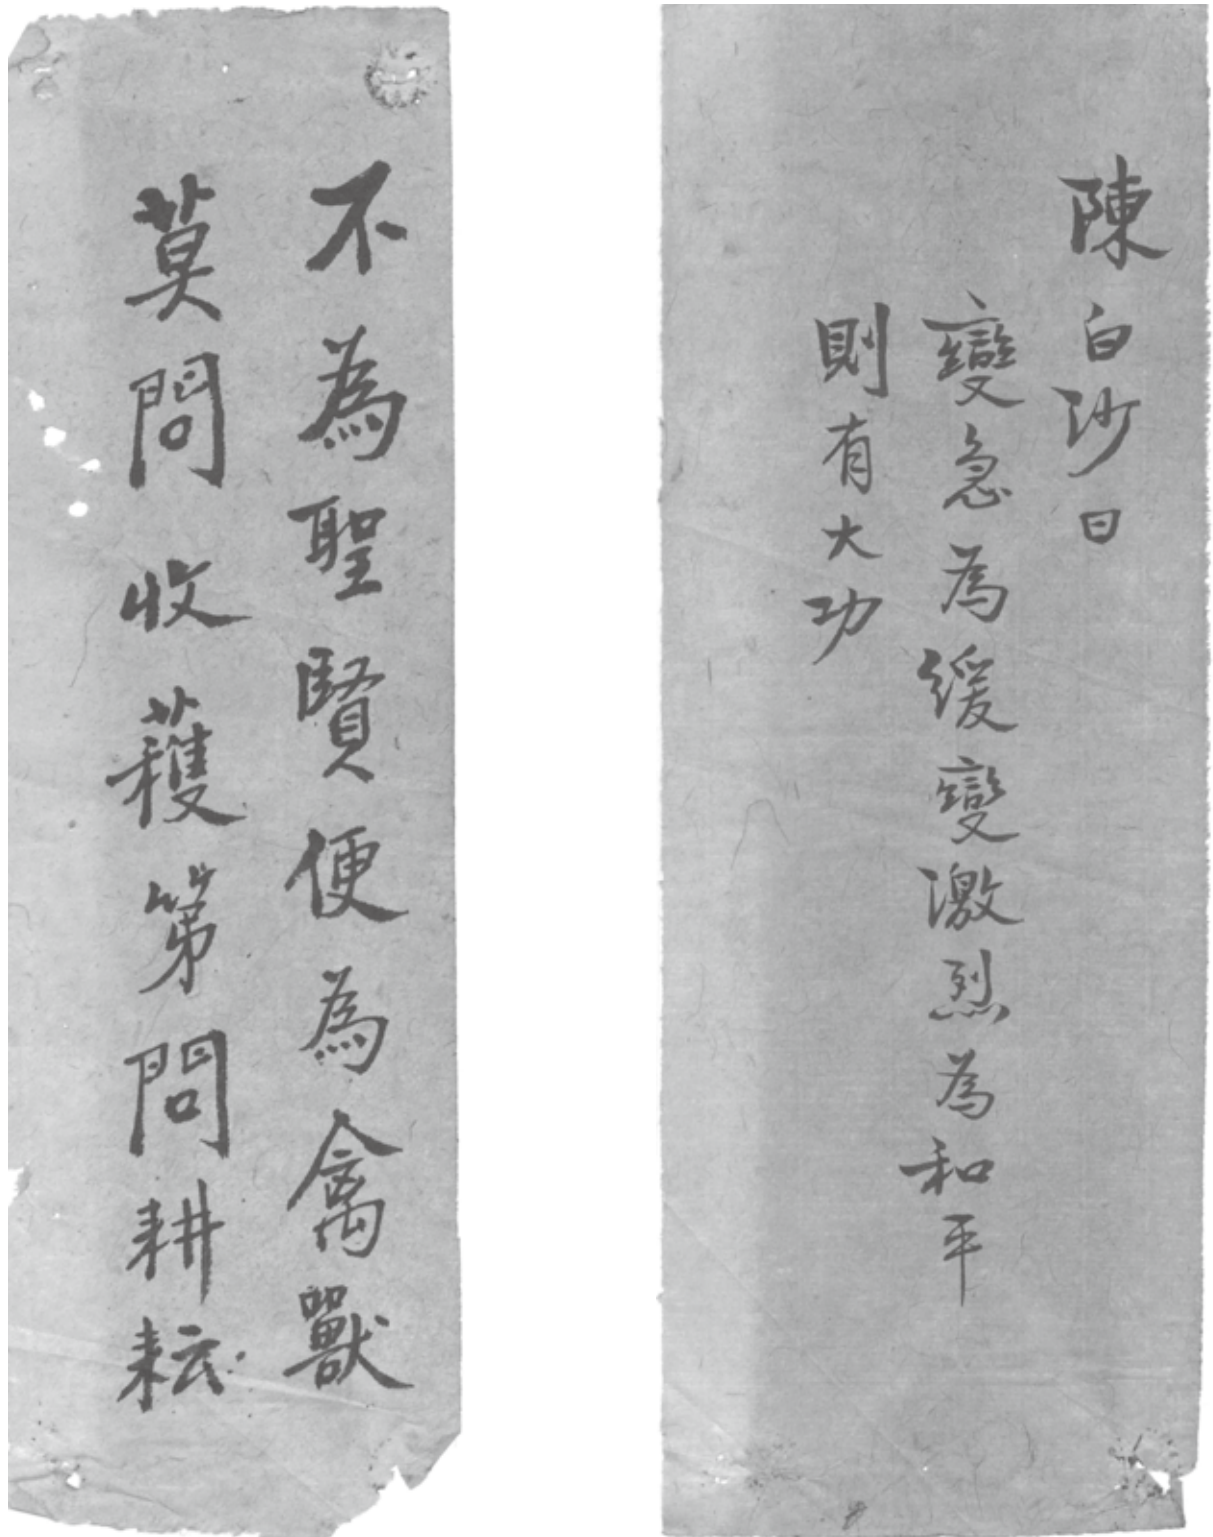 陳白沙曰
變急為緩變激烈為和平
則有大功
不為聖賢便為禽獸
莫問收穫第問耕耘